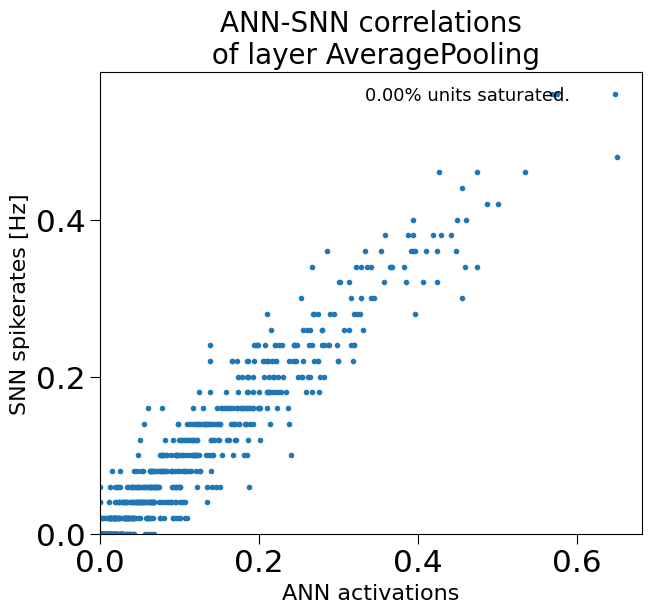 ANN-SNN correlations
of layer AveragePooling
0.00% units saturated.
SNN spikerates [Hz]
0.4
0.2
0.0
0.0 0.2 0.4 0.6
ANN activations